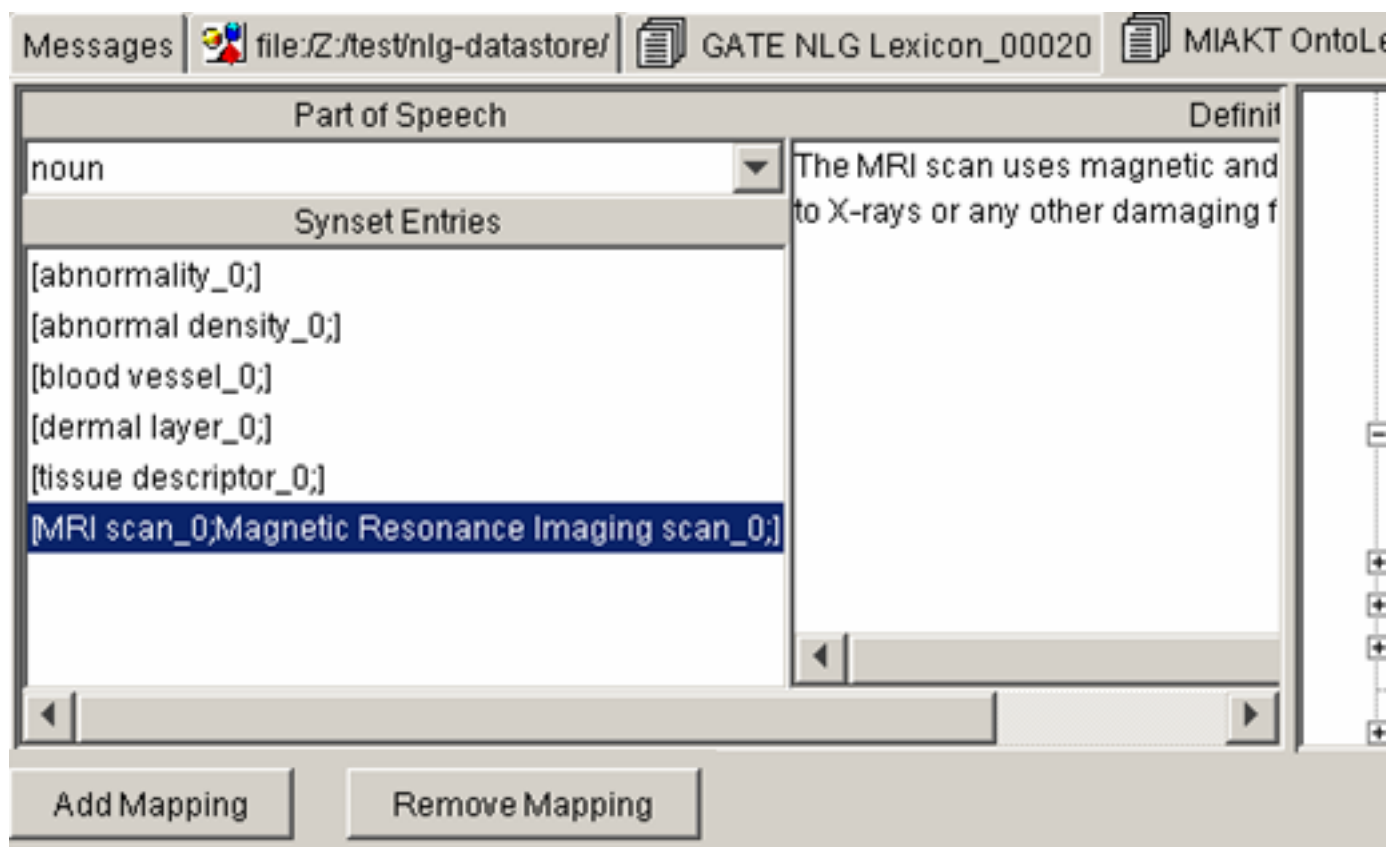 Messages file:/Z:/test/nlg-datastore/ GATE NLG Lexicon_00020 MIAKT OntoLe
Part of Speech
noun
Synset Entries
[abnormality_0;]
[abnormal density_0;]
[blood vessel_0;]
[dermal layer_0;]
[tissue descriptor_0;]
[MRI scan_0;Magnetic Resonance Imaging scan_0;]
Definit
The MRI scan uses magnetic and
to X-rays or any other damaging f
Add Mapping Remove Mapping